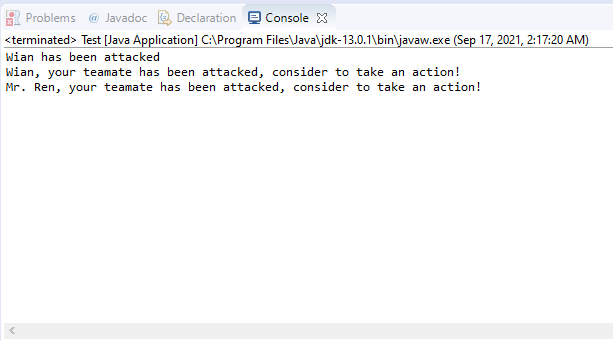 Problems @ Javadoc Declaration Console
<terminated> Test [Java Application] C:\Program Files\Java\jdk-13.0.1\bin\javaw.exe (Sep 17, 2021, 2:17:20 AM)
Wian has been attacked
Wian, your teamate has been attacked, consider to take an action!
Mr. Ren, your teamate has been attacked, consider to take an action!